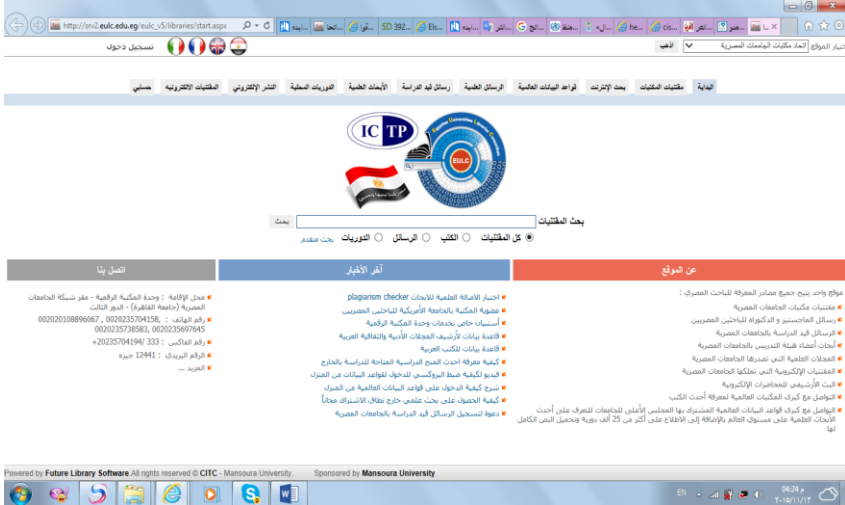 http://srv2.eulc.edu.eg/eulc_v5/libraries/start.aspx
SD 392...
اختيار الموقع اتحاد مكتبات الجامعات المصرية اذهب
تسجيل دخول
البداية مقتنيات المكتبات بحث الإنترنت قواعد البيانات العالمية الرسائل العلمية رسائل قيد الدراسة الأبحاث العلمية الدوريات المحلية النشر الإلكتروني المقتنيات الالكترونيه حسابي
ICTP
EULC
بحث المقتنيات
بحث
كل المقتنيات الكتب الرسائل الدوريات بحث متقدم
عن الموقع
موقع واحد يتيح جميع مصادر المعرفة للباحث المصري :
مقتنيات مكتبات الجامعات المصرية
رسائل الماجستير و الدكتوراه للباحثين المصريين
الرسائل قيد الدراسة بالجامعات المصرية
أبحاث أعضاء هيئة التدريس بالجامعات المصرية
المجلات العلمية التي تصدرها الجامعات المصرية
المقتنيات الإلكترونية التي تملكها الجامعات المصرية
البث الأرشيفي للمحاضرات الإلكترونية
التواصل مع كبرى المكتبات العالمية لمعرفة أحدث الكتب
التواصل مع كبرى قواعد البيانات العالمية المشترك بها المجلس الأعلى للجامعات للتعرف على أحدث
الأبحاث العلمية على مستوى العالم بالإضافة إلى الاطلاع على أكثر من 25 ألف دورية وتحميل النص الكامل
لها
آخر الأخبار
اختبار الاصالة العلمية للابحاث plagiarism checker
عضوية المكتبة بالجامعة الأمريكية للباحثين المصريين
أستبيان خاص بخدمات وحدة المكتبة الرقمية
قاعدة بيانات لأرشيف المجلات الأدبية والثقافية العربية
قاعدة بيانات للكتب العربية
كيفية معرفة احدث المنح الدراسية المتاحة للدراسة بالخارج
فيديو لكيفية ضبط البروكسي للدخول لقواعد البيانات من المنزل
شرح كيفية الدخول على قواعد البيانات العالمية من المنزل
كيفية الحصول على بحث علمي خارج نطاق الاشتراك مجاناً
دعوة لتسجيل الرسائل قيد الدراسة بالجامعات المصرية
اتصل بنا
محل الإقامة : وحدة المكتبة الرقمية - مقر شبكة الجامعات
المصرية (جامعة القاهرة) - الدور الثالث
رقم الهاتف : 0020235704158, 002020108896067
0020235738583, 0020235697645
رقم الفاكس : 333 /20235704194+
الرقم البريدي : 12441 جيزه
المزيد ...
Powered by Future Library Software. All rights reserved © CITC - Mansoura University. Sponsored by Mansoura University
EN
04:24 م
٢٠١٥/١١/١٣